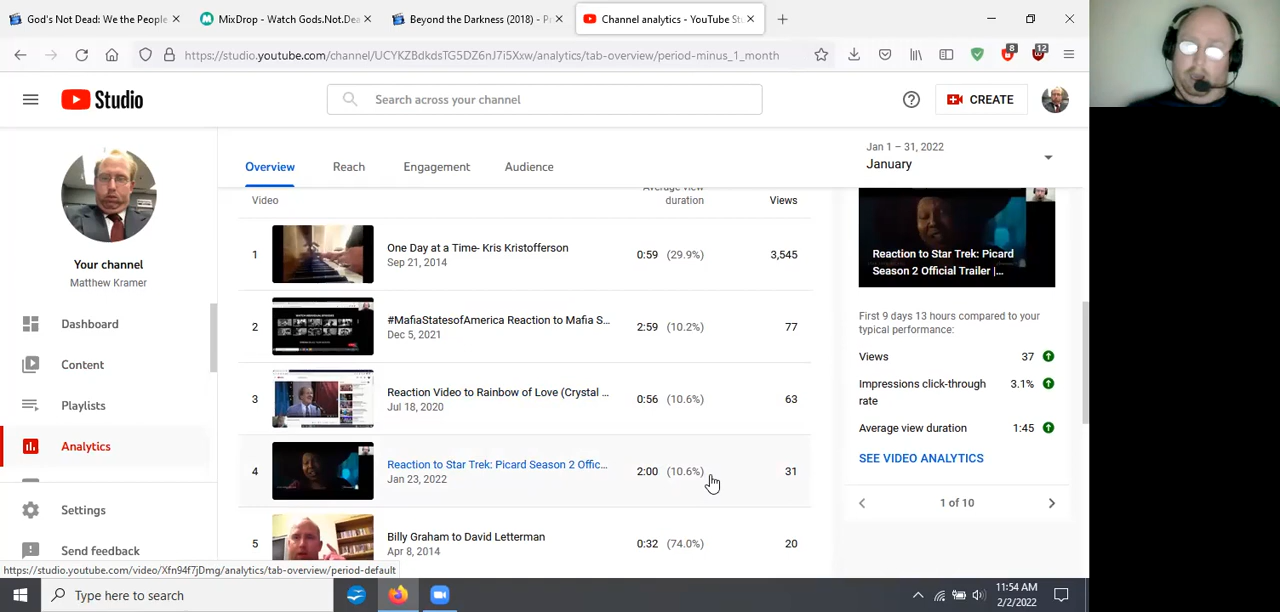 God's Not Dead: We the People
MixDrop - Watch Gods.Not.Dea
Beyond the Darkness (2018) - Pr
Channel analytics - YouTube Stu
https://studio.youtube.com/channel/UCYKZBdkdsTG5DZ6nJ7i5Xxw/analytics/tab-overview/period-minus_1_month
8
12
Studio
Search across your channel
CREATE
Overview
Reach
Engagement
Audience
Jan 1 – 31, 2022
January
Your channel
Matthew Kramer
Dashboard
Content
Playlists
Analytics
Settings
Send feedback
Video
Average view
duration
Views
1
One Day at a Time- Kris Kristofferson
Sep 21, 2014
0:59 (29.9%)
3,545
2
#MafiaStatesofAmerica Reaction to Mafia S...
Dec 5, 2021
2:59 (10.2%)
77
3
Reaction Video to Rainbow of Love (Crystal ...
Jul 18, 2020
0:56 (10.6%)
63
4
Reaction to Star Trek: Picard Season 2 Offic...
Jan 23, 2022
2:00 (10.6%)
31
5
Billy Graham to David Letterman
Apr 8, 2014
0:32 (74.0%)
20
Reaction to Star Trek: Picard
Season 2 Official Trailer |...
First 9 days 13 hours compared to your
typical performance:
Views
37
Impressions click-through
rate
3.1%
Average view duration
1:45
SEE VIDEO ANALYTICS
1 of 10
https://studio.youtube.com/video/Xfn94f7jDmg/analytics/tab-overview/period-default
Type here to search
11:54 AM
2/2/2022